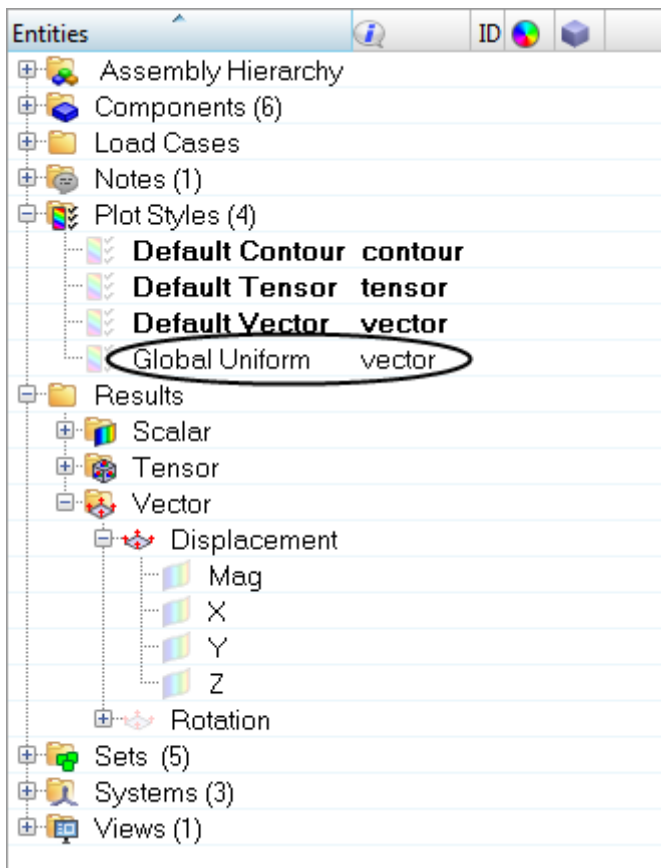 Entities ID
Assembly Hierarchy
Components (6)
Load Cases
Notes (1)
Plot Styles (4)
Default Contour contour
Default Tensor tensor
Default Vector vector
Global Uniform vector
Results
Scalar
Tensor
Vector
Displacement
Mag
X
Y
Z
Rotation
Sets (5)
Systems (3)
Views (1)